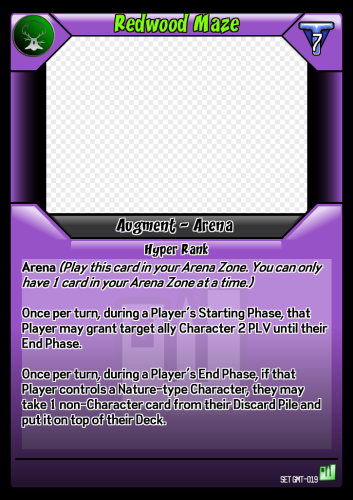 Redwood Maze
7
Augment - Arena
Hyper Rank
Arena (Play this card in your Arena Zone. You can only
have 1 card in your Arena Zone at a time.)
Once per turn, during a Player's Starting Phase, that
Player may grant target ally Character 2 PLV until their
End Phase.
Once per turn, during a Player's End Phase, if that
Player controls a Nature-type Character, they may
take 1 non-Character card from their Discard Pile and
put it on top of their Deck.
SET GMT-019